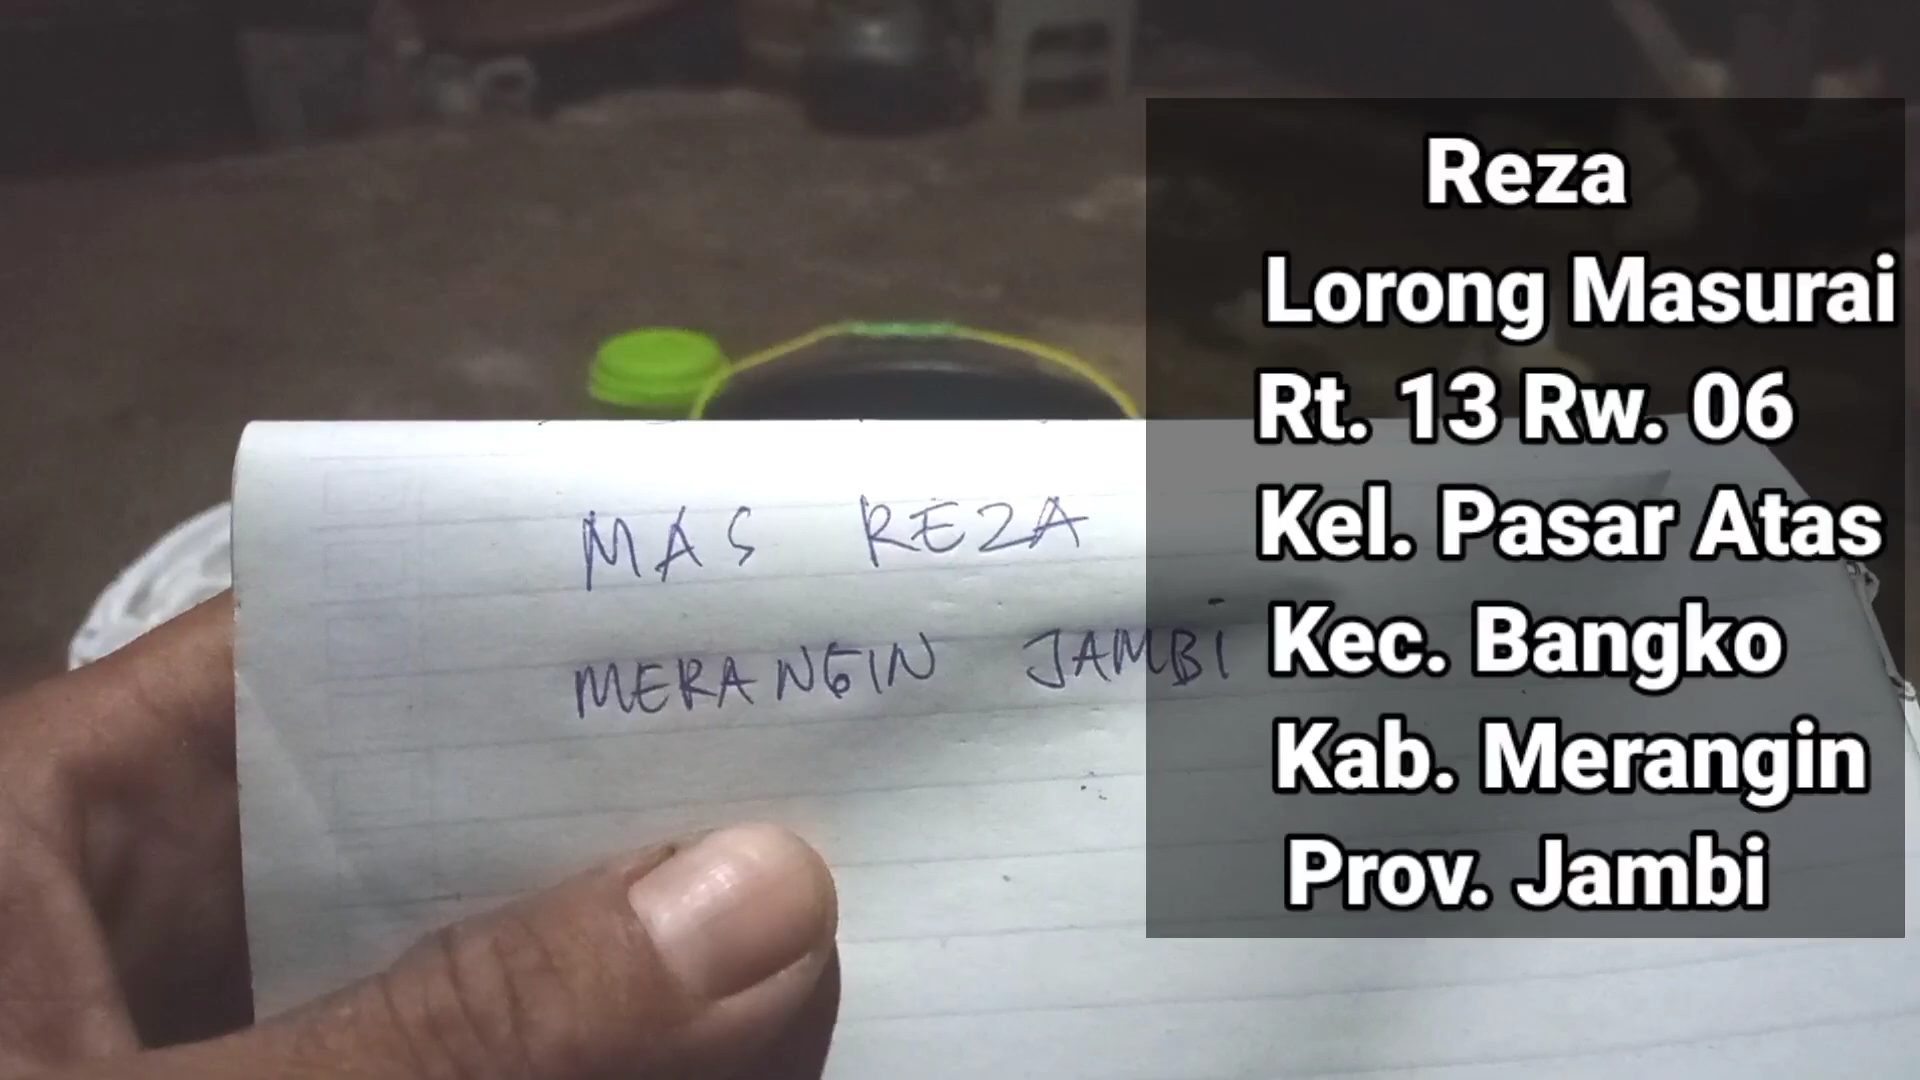 MAS REZA
MERANGIN JAMBI
Reza
Lorong Masurai
Rt. 13 Rw. 06
Kel. Pasar Atas
Kec. Bangko
Kab. Merangin
Prov. Jambi